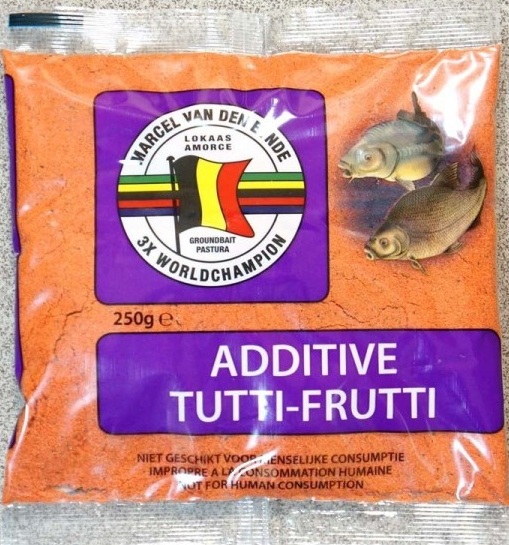 MARCEL VAN DEN EYNDE
LOKAAS
AMORCE
GROUNDBAIT
PASTURA
3X WORLDCHAMPION
250g e
ADDITIVE
TUTTI-FRUTTI
NIET GESCHIKT VOOR MENSELIJKE CONSUMPTIE
IMPROPRE A LA CONSOMMATION HUMAINE
NOT FOR HUMAN CONSUMPTION